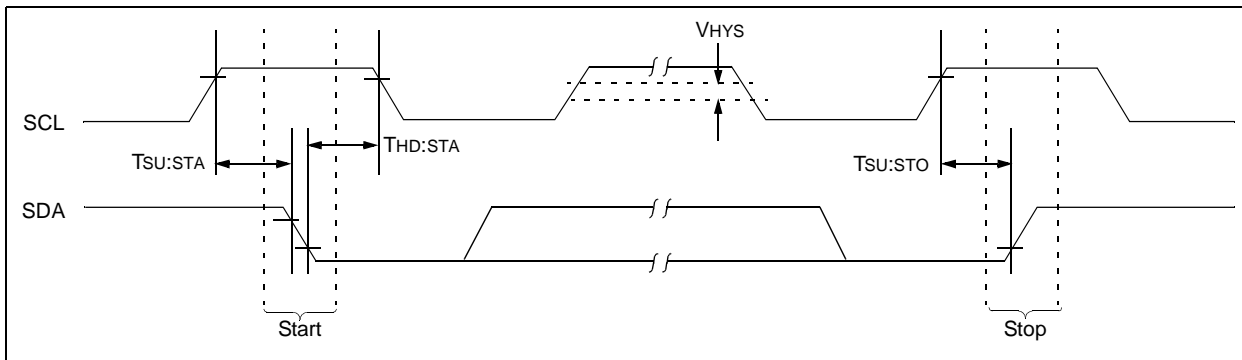 VHYS
SCL
THD:STA
TSU:STA
TSU:STO
SDA
Start
Stop